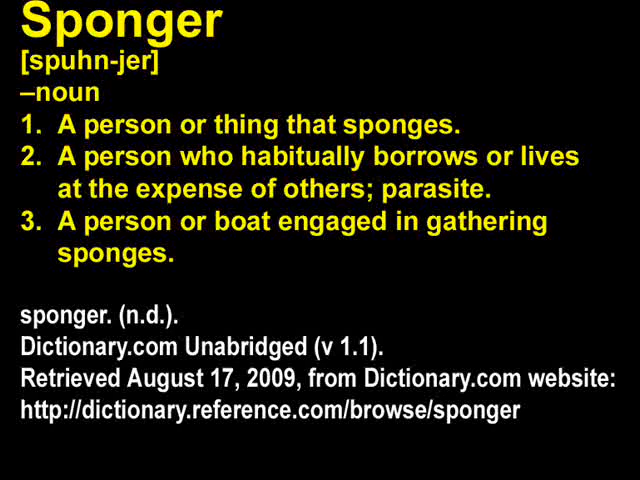 Sponger
[spuhn-jer]
–noun
1. A person or thing that sponges.
2. A person who habitually borrows or lives
at the expense of others; parasite.
3. A person or boat engaged in gathering
sponges.
sponger. (n.d.).
Dictionary.com Unabridged (v 1.1).
Retrieved August 17, 2009, from Dictionary.com website:
http://dictionary.reference.com/browse/sponger